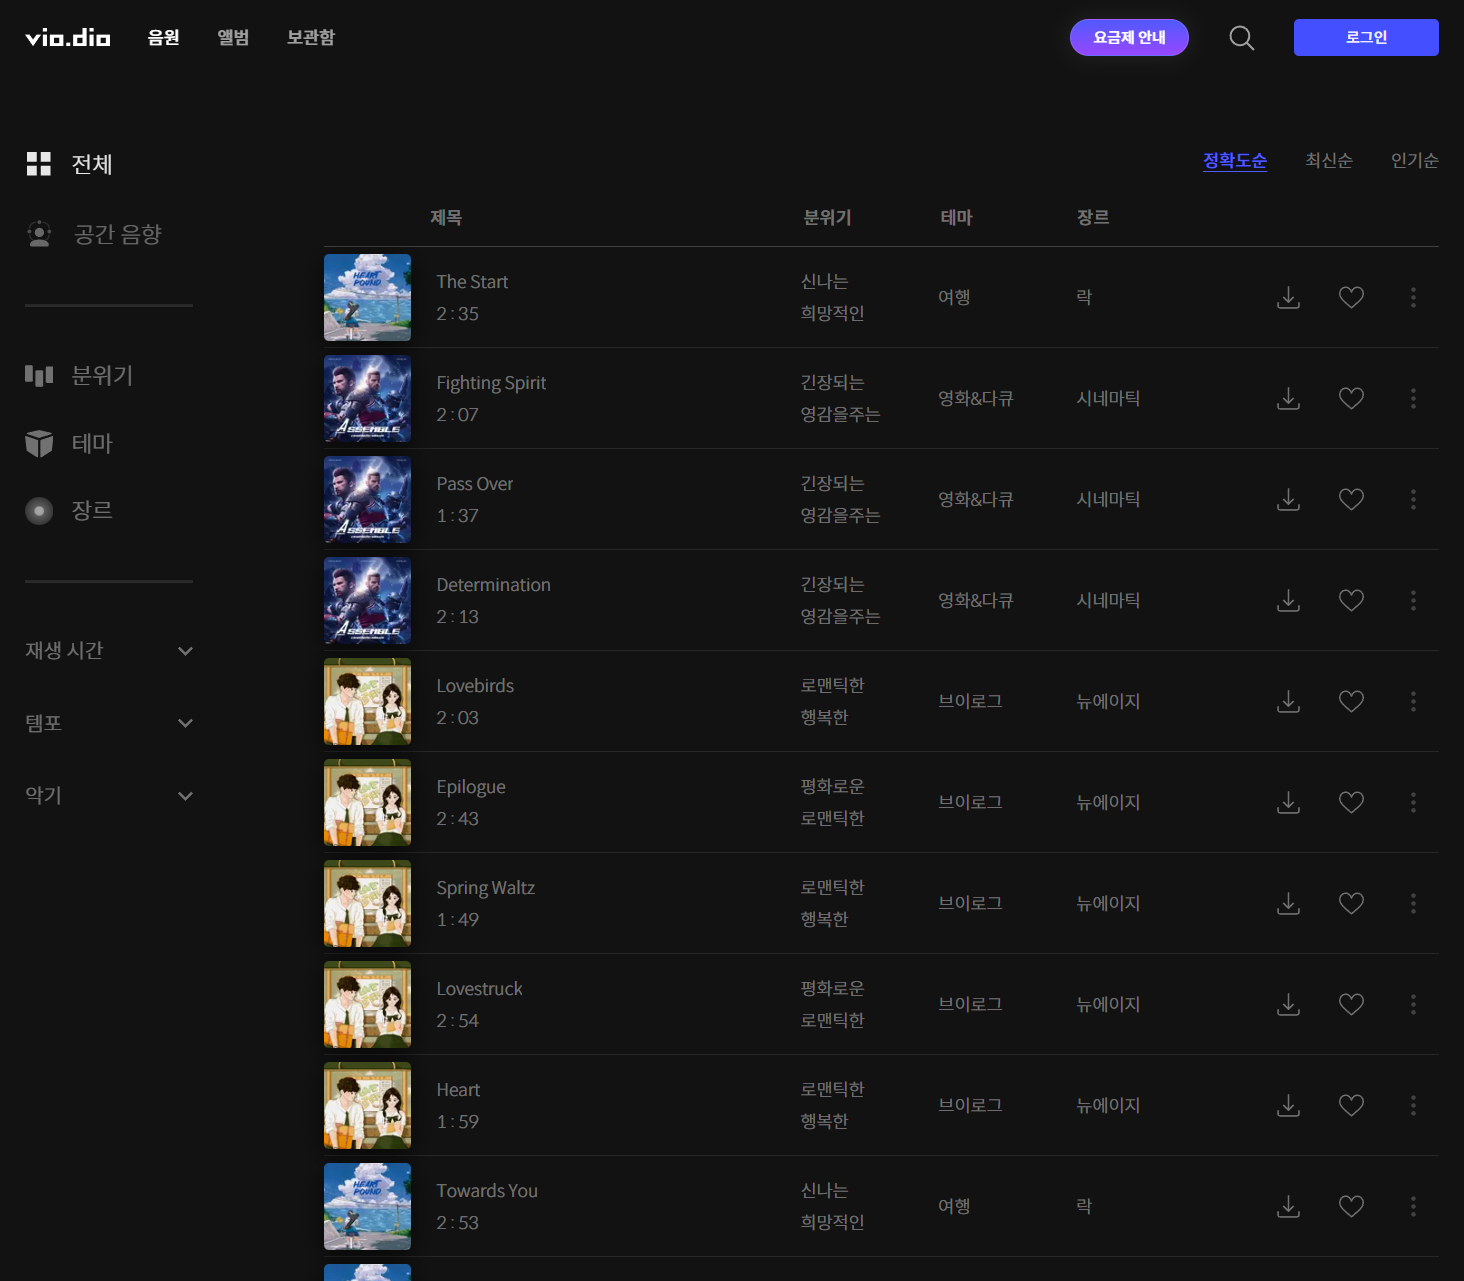 vio.dio 음원 앨범 보관함 요금제 안내 로그인
전체
공간 음향
분위기
테마
장르
재생 시간
템포
악기
정확도순 최신순 인기순
제목 분위기 테마 장르
HEART
POUND
The Start
2 : 35
신나는
희망적인
여행
락
ASSEMBLE
Fighting Spirit
2 : 07
긴장되는
영감을주는
영화&다큐
시네마틱
ASSEMBLE
Pass Over
1 : 37
긴장되는
영감을주는
영화&다큐
시네마틱
ASSEMBLE
Determination
2 : 13
긴장되는
영감을주는
영화&다큐
시네마틱
Lovebirds
2 : 03
로맨틱한
행복한
브이로그
뉴에이지
Epilogue
2 : 43
평화로운
로맨틱한
브이로그
뉴에이지
Spring Waltz
1 : 49
로맨틱한
행복한
브이로그
뉴에이지
Lovestruck
2 : 54
평화로운
로맨틱한
브이로그
뉴에이지
Heart
1 : 59
로맨틱한
행복한
브이로그
뉴에이지
HEART
POUND
Towards You
2 : 53
신나는
희망적인
여행
락